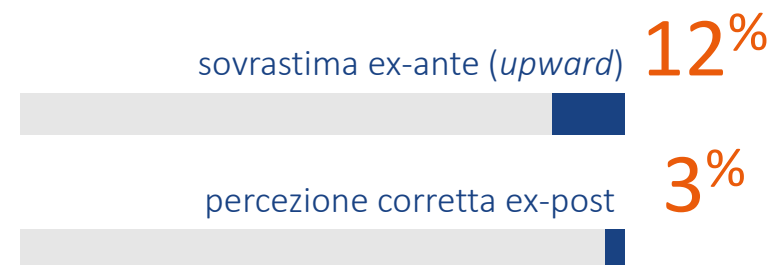 sovrastima ex-ante (upward) 12%
percezione corretta ex-post 3%